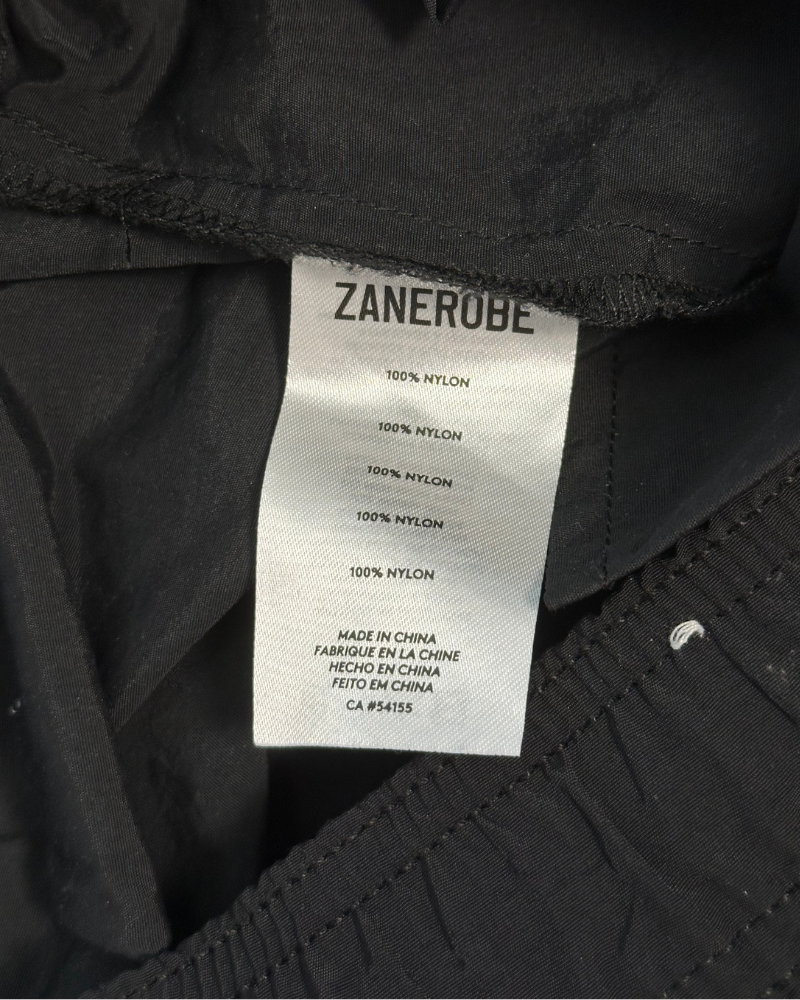 ZANEROBE
100% NYLON
100% NYLON
100% NYLON
100% NYLON
100% NYLON
MADE IN CHINA
FABRIQUE EN LA CHINE
HECHO EN CHINA
FEITO EM CHINA
CA #54155